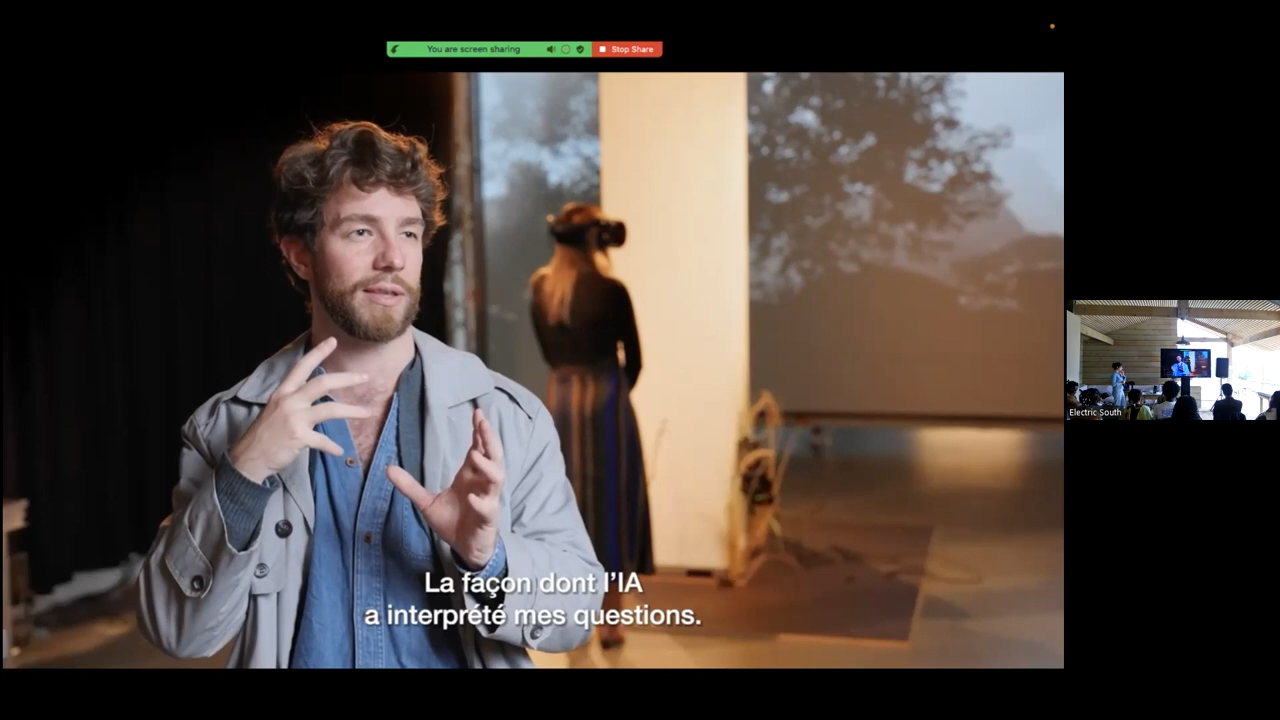 You are screen sharing
Stop Share
La façon dont l'IA
a interprété mes questions.
Electric South